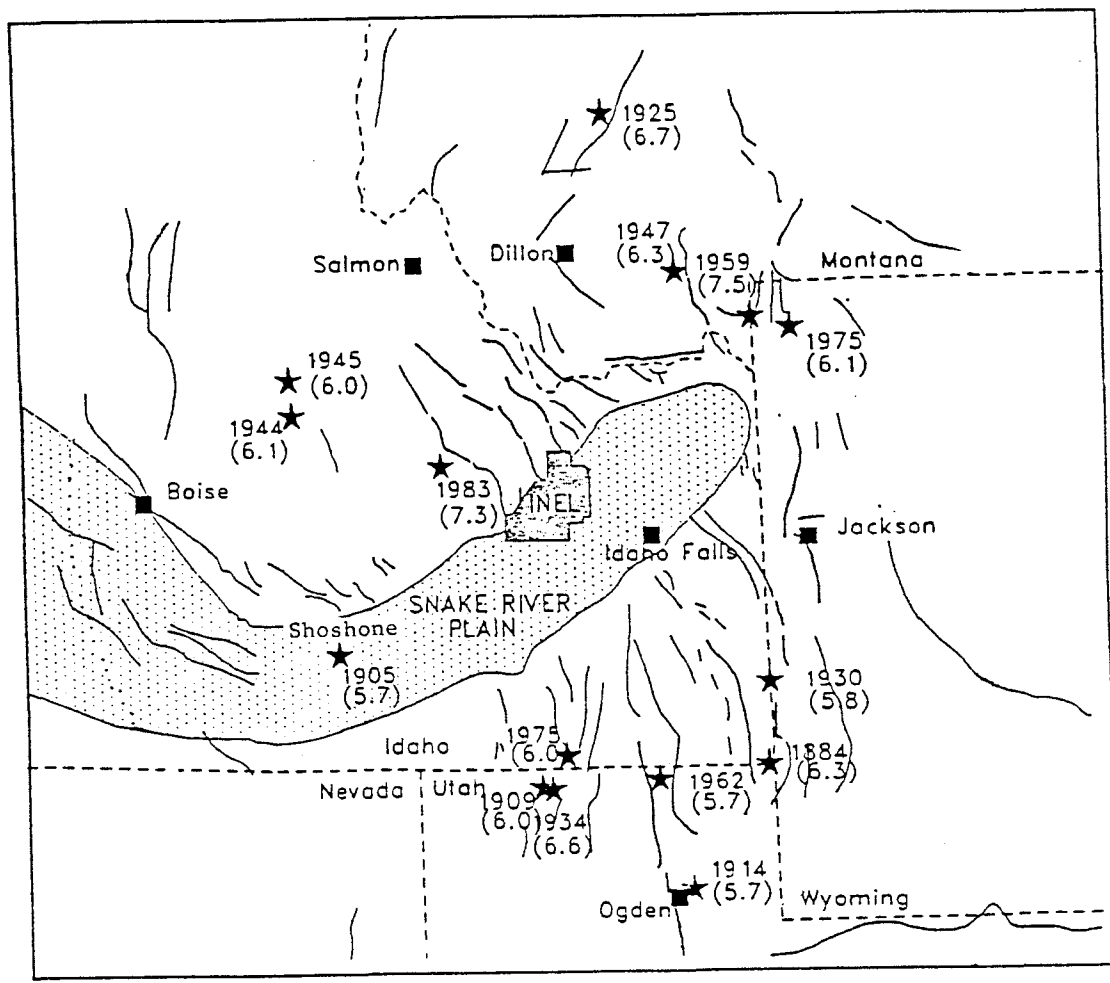 1925
(6.7)
1947
(6.3)
Dillon
Salmon
1959
(7.5)
Montana
1975
(6.1)
1945
(6.0)
1944
(6.1)
1983
(7.3)
INEL
Boise
Jackson
Idaho Falls
SNAKE RIVER
PLAIN
Shoshone
1905
(5.7)
1930
(5.8)
1975
(6.0)
Idaho
1884
(6.3)
Nevada
Utah
1909
(6.0)
1934
(6.6)
1962
(5.7)
1914
(5.7)
Ogden
Wyoming